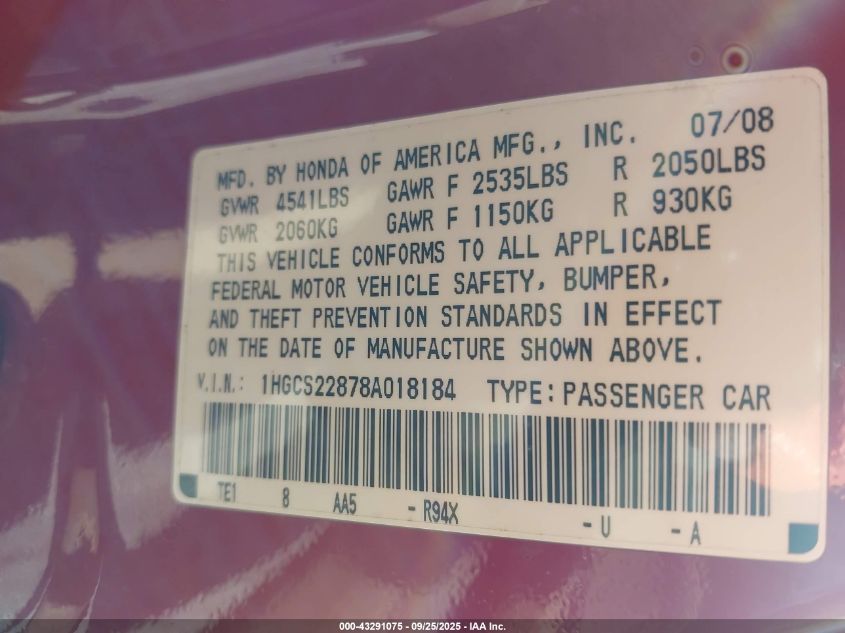 MFD. BY HONDA OF AMERICA MFG., INC. 07/08
GVWR 4541LBS GAWR F 2535LBS R 2050LBS
GVWR 2060KG GAWR F 1150KG R 930KG
THIS VEHICLE CONFORMS TO ALL APPLICABLE
FEDERAL MOTOR VEHICLE SAFETY, BUMPER,
AND THEFT PREVENTION STANDARDS IN EFFECT
ON THE DATE OF MANUFACTURE SHOWN ABOVE.
V.I.N.: 1HGCS22878A018184 TYPE: PASSENGER CAR
TE1 8 AA5 - R94X - U - A
000-43291075 - 09/25/2025 - IAA Inc.